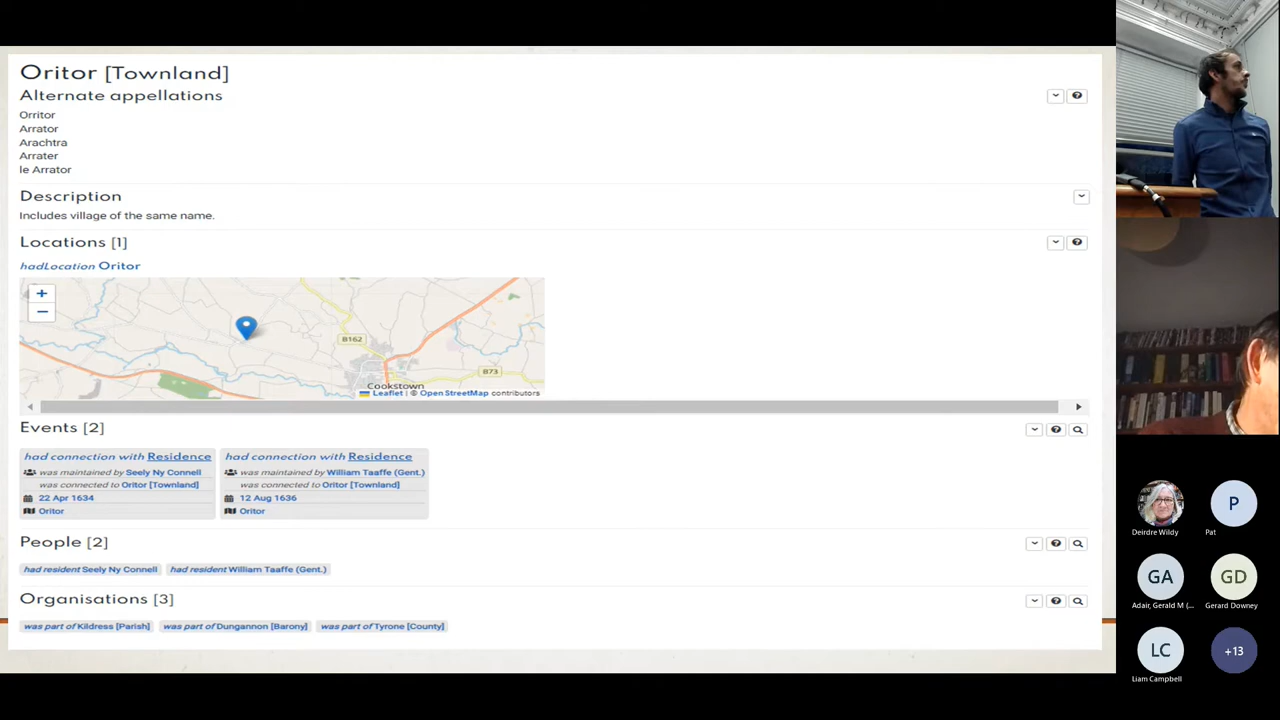 Oritor [Townland]
Alternate appellations
Orritor
Arrator
Arachtra
Arrater
le Arrator
Description
Includes village of the same name.
Locations [1]
hadLocation Oritor
+
−
B162
B73
Cookstown
Leaflet | © OpenStreetMap contributors
Events [2]
had connection with Residence
was maintained by Seely Ny Connell
was connected to Oritor [Townland]
22 Apr 1634
Oritor
had connection with Residence
was maintained by William Taaffe (Gent.)
was connected to Oritor [Townland]
12 Aug 1636
Oritor
People [2]
had resident Seely Ny Connell had resident William Taaffe (Gent.)
Organisations [3]
was part of Kildress [Parish] was part of Dungannon [Barony] was part of Tyrone [County]
P
Deirdre Wildy Pat
GA GD
Adair, Gerald M (... Gerard Downey
LC +13
Liam Campbell